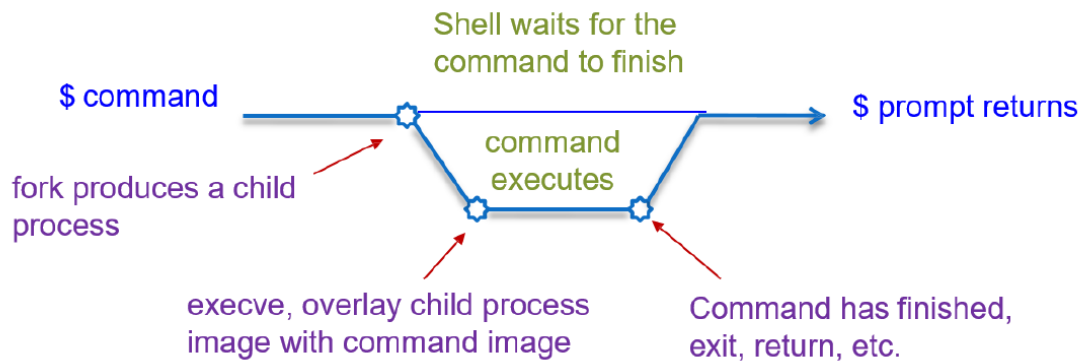 Shell waits for the
command to finish
$ command
$ prompt returns
command
executes
fork produces a child
process
execve, overlay child process
image with command image
Command has finished,
exit, return, etc.